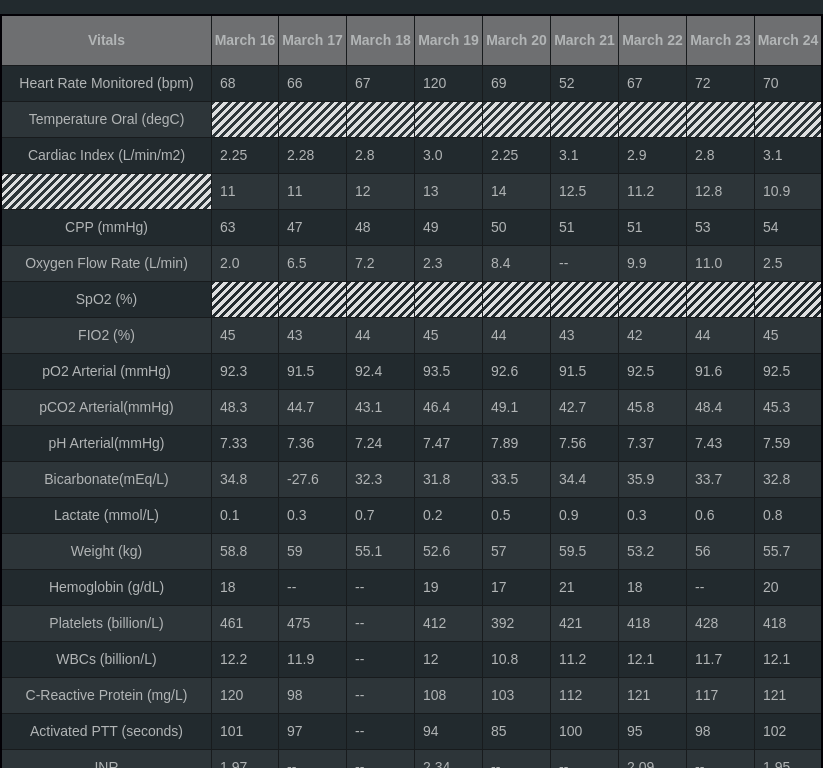 Vitals March 16 March 17 March 18 March 19 March 20 March 21 March 22 March 23 March 24
Heart Rate Monitored (bpm) 68 66 67 120 69 52 67 72 70
Temperature Oral (degC)
Cardiac Index (L/min/m2) 2.25 2.28 2.8 3.0 2.25 3.1 2.9 2.8 3.1
11 11 12 13 14 12.5 11.2 12.8 10.9
CPP (mmHg) 63 47 48 49 50 51 51 53 54
Oxygen Flow Rate (L/min) 2.0 6.5 7.2 2.3 8.4 -- 9.9 11.0 2.5
SpO2 (%)
FIO2 (%) 45 43 44 45 44 43 42 44 45
pO2 Arterial (mmHg) 92.3 91.5 92.4 93.5 92.6 91.5 92.5 91.6 92.5
pCO2 Arterial(mmHg) 48.3 44.7 43.1 46.4 49.1 42.7 45.8 48.4 45.3
pH Arterial(mmHg) 7.33 7.36 7.24 7.47 7.89 7.56 7.37 7.43 7.59
Bicarbonate(mEq/L) 34.8 -27.6 32.3 31.8 33.5 34.4 35.9 33.7 32.8
Lactate (mmol/L) 0.1 0.3 0.7 0.2 0.5 0.9 0.3 0.6 0.8
Weight (kg) 58.8 59 55.1 52.6 57 59.5 53.2 56 55.7
Hemoglobin (g/dL) 18 -- -- 19 17 21 18 -- 20
Platelets (billion/L) 461 475 -- 412 392 421 418 428 418
WBCs (billion/L) 12.2 11.9 -- 12 10.8 11.2 12.1 11.7 12.1
C-Reactive Protein (mg/L) 120 98 -- 108 103 112 121 117 121
Activated PTT (seconds) 101 97 -- 94 85 100 95 98 102
INR 1.97 -- -- 2.34 -- -- 2.09 -- 1.95